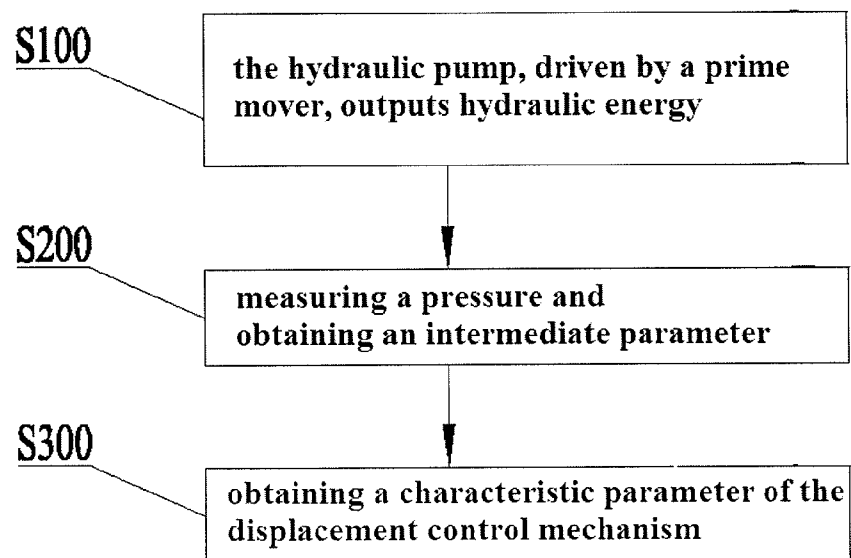 S100
the hydraulic pump, driven by a prime
mover, outputs hydraulic energy
S200
measuring a pressure and
obtaining an intermediate parameter
S300
obtaining a characteristic parameter of the
displacement control mechanism